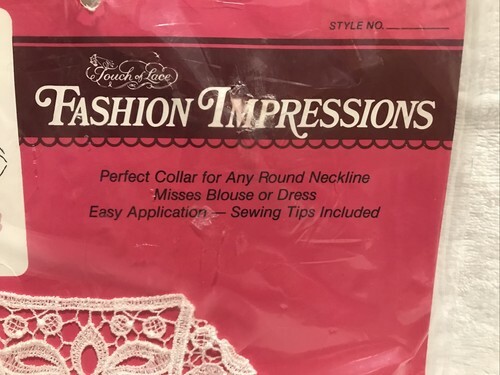 STYLE NO.
Touch of Lace
FASHION IMPRESSIONS
Perfect Collar for Any Round Neckline
Misses Blouse or Dress
Easy Application — Sewing Tips Included